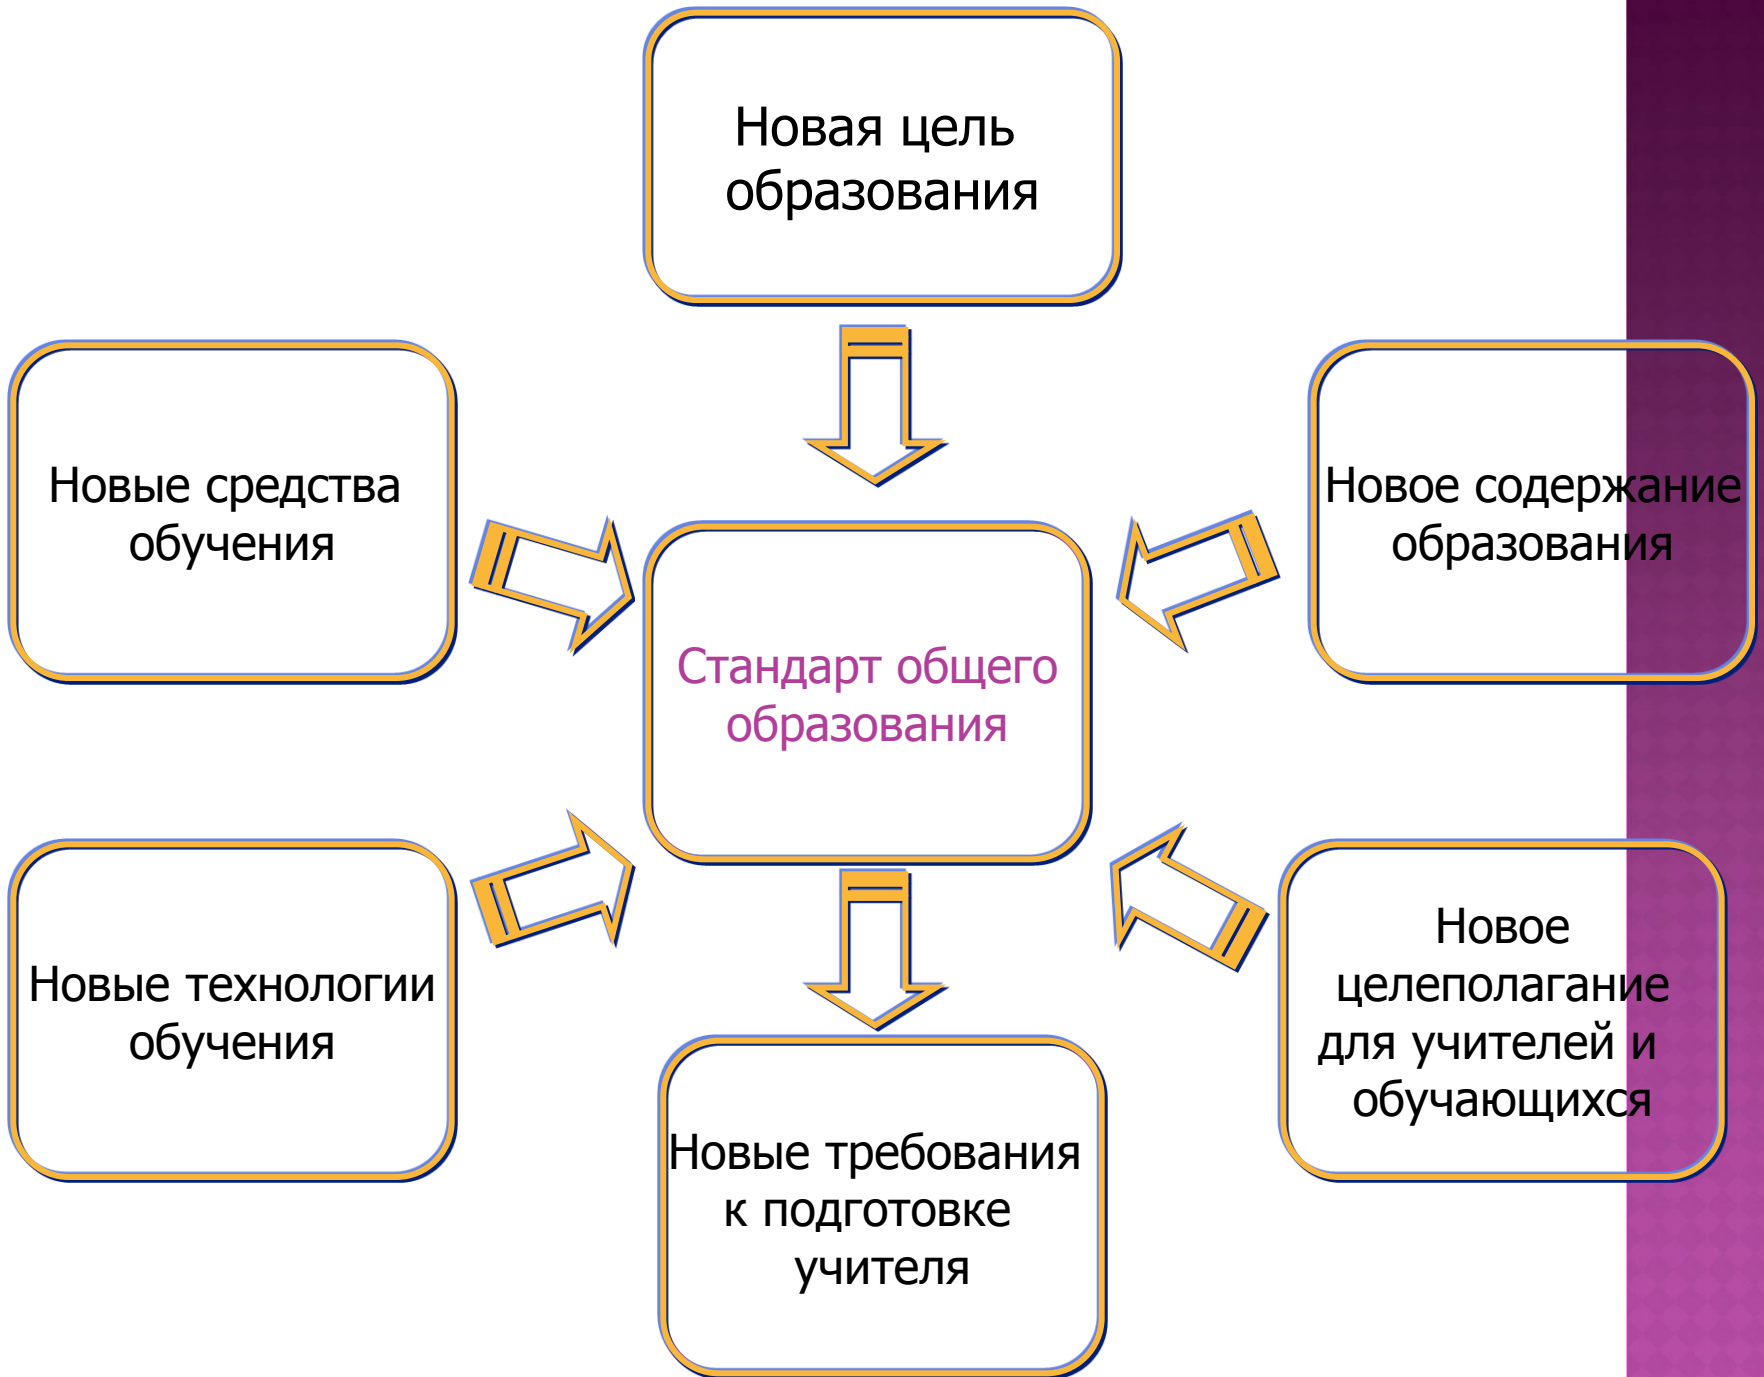 Новая цель
образования
Новые средства
обучения
Новое содержание
образования
Стандарт общего
образования
Новые технологии
обучения
Новое
целеполагание
для учителей и
обучающихся
Новые требования
к подготовке
учителя